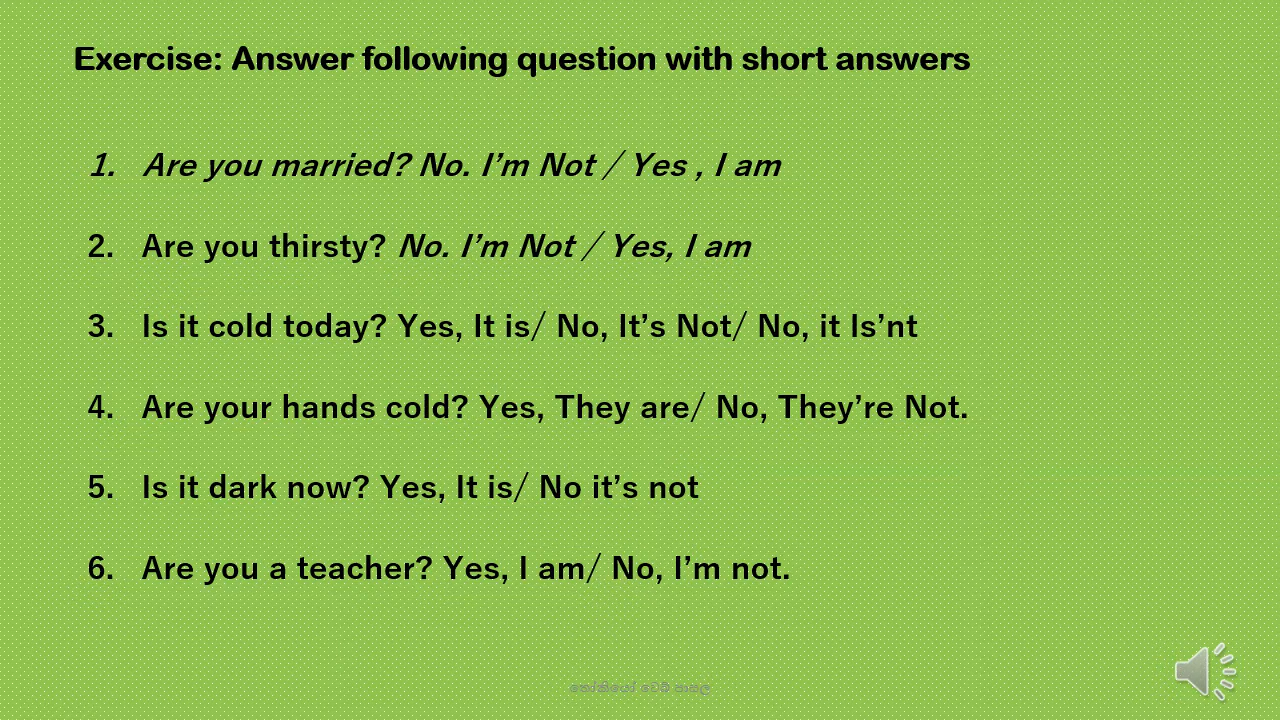 Exercise: Answer following question with short answers
1. Are you married? No. I’m Not / Yes , I am
2. Are you thirsty? No. I’m Not / Yes, I am
3. Is it cold today? Yes, It is/ No, It’s Not/ No, it Is’nt
4. Are your hands cold? Yes, They are/ No, They’re Not.
5. Is it dark now? Yes, It is/ No it’s not
6. Are you a teacher? Yes, I am/ No, I’m not.
තෝකියෝ වෙබ් පාසල